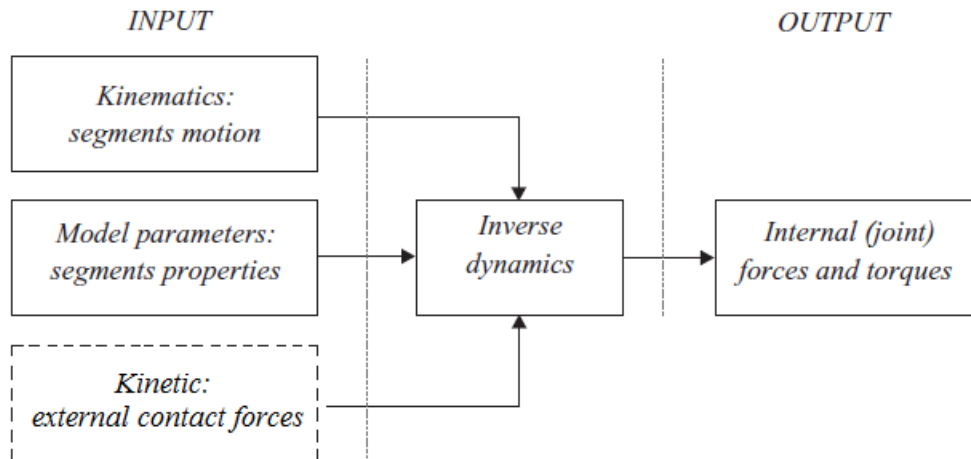 INPUT
OUTPUT
Kinematics:
segments motion
Model parameters:
segments properties
Inverse
dynamics
Internal (joint)
forces and torques
Kinetic:
external contact forces